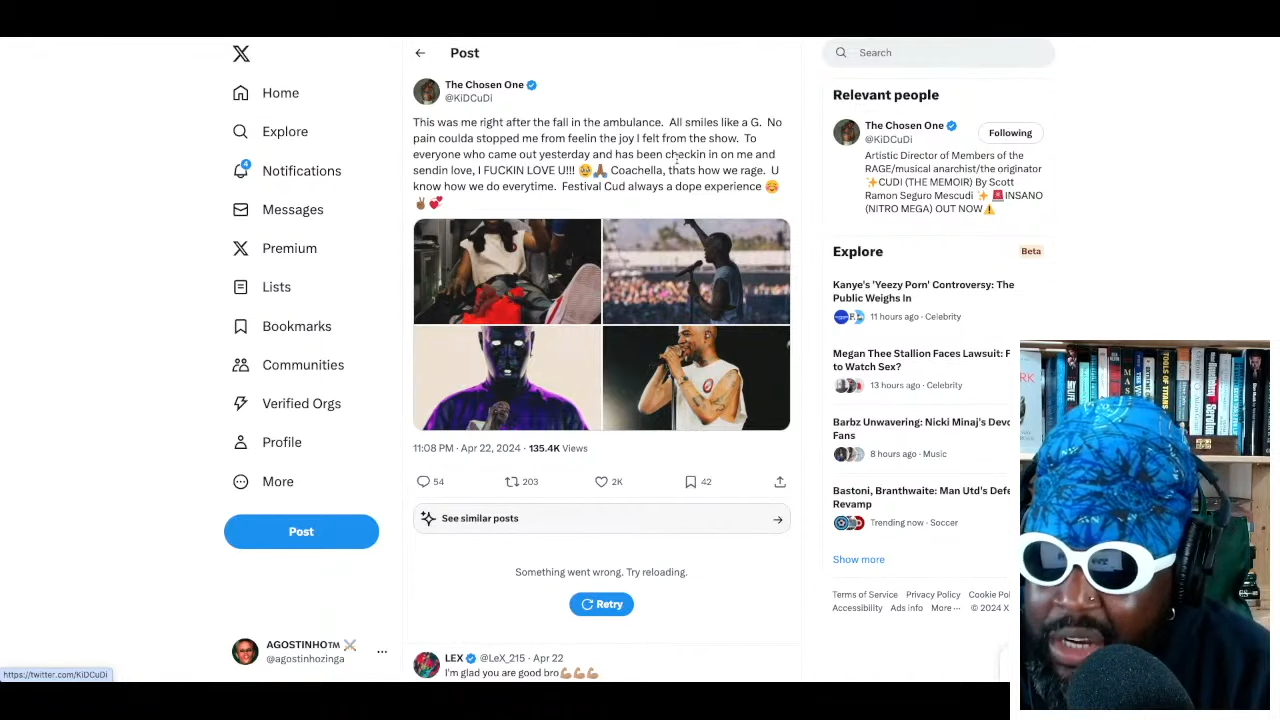 Post
Search
Home
Explore
4
Notifications
Messages
Premium
Lists
Bookmarks
Communities
Verified Orgs
Profile
More
Post
AGOSTINHO™
@agostinhozinga
...
https://twitter.com/KiDCuDi
The Chosen One
@KiDCuDi
This was me right after the fall in the ambulance. All smiles like a G. No
pain coulda stopped me from feelin the joy I felt from the show. To
everyone who came out yesterday and has been checkin in on me and
sendin love, I FUCKIN LOVE U!!! 🥹🙏🏾 Coachella, thats how we rage. U
know how we do everytime. Festival Cud always a dope experience ☺️
✌🏾💞
11:08 PM · Apr 22, 2024 · 135.4K Views
54
203
2K
42
See similar posts
Something went wrong. Try reloading.
Retry
LEX @LeX_215 · Apr 22
I'm glad you are good bro💪🏽💪🏽💪🏽
Relevant people
The Chosen One
@KiDCuDi
Following
Artistic Director of Members of the
RAGE/musical anarchist/the originator
✨CUDI (THE MEMOIR) By Scott
Ramon Seguro Mescudi ✨ 🚨INSANO
(NITRO MEGA) OUT NOW⚠️
Explore
Beta
Kanye's 'Yeezy Porn' Controversy: The
Public Weighs In
11 hours ago · Celebrity
Megan Thee Stallion Faces Lawsuit: F
to Watch Sex?
13 hours ago · Celebrity
Barbz Unwavering: Nicki Minaj's Devo
Fans
8 hours ago · Music
Bastoni, Branthwaite: Man Utd's Defe
Revamp
Trending now · Soccer
Show more
Terms of Service Privacy Policy Cookie Pol
Accessibility Ads info More ... © 2024 X
TOOLS OF TITANS